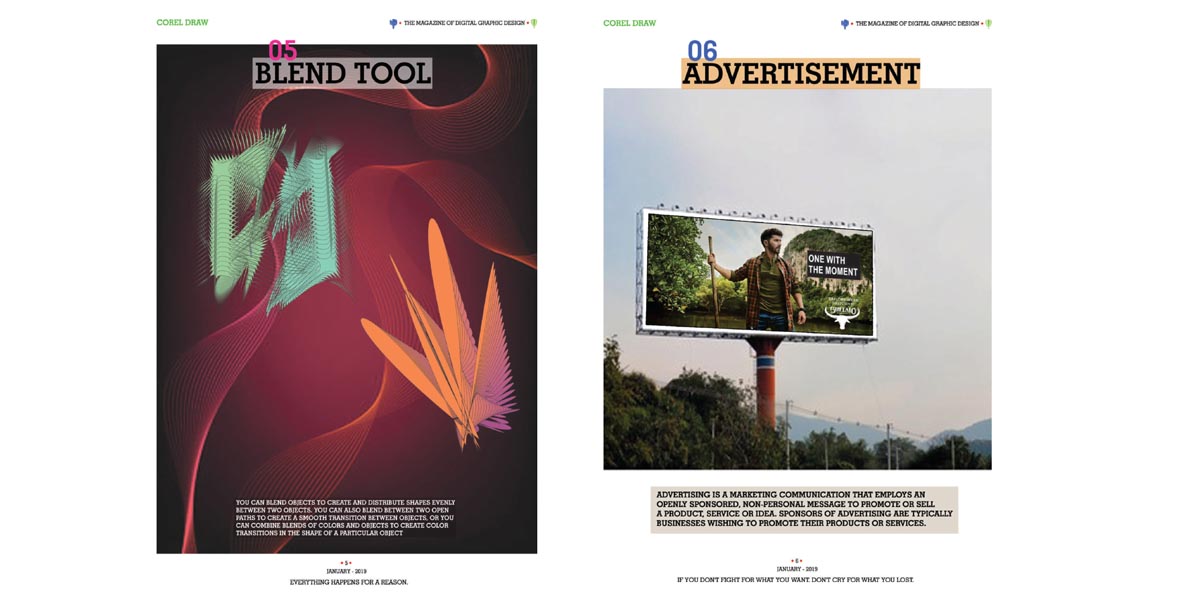 COREL DRAW
• THE MAGAZINE OF DIGITAL GRAPHIC DESIGN •
05
BLEND TOOL
YOU CAN BLEND OBJECTS TO CREATE AND DISTRIBUTE SHAPES EVENLY
BETWEEN TWO OBJECTS. YOU CAN ALSO BLEND BETWEEN TWO OPEN
PATHS TO CREATE A SMOOTH TRANSITION BETWEEN OBJECTS, OR YOU
CAN COMBINE BLENDS OF COLORS AND OBJECTS TO CREATE COLOR
TRANSITIONS IN THE SHAPE OF A PARTICULAR OBJECT
• 5 •
JANUARY - 2019
EVERYTHING HAPPENS FOR A REASON.
COREL DRAW
• THE MAGAZINE OF DIGITAL GRAPHIC DESIGN •
06
ADVERTISEMENT
ONE WITH
THE MOMENT
BUFFALO
ADVERTISING IS A MARKETING COMMUNICATION THAT EMPLOYS AN
OPENLY SPONSORED, NON-PERSONAL MESSAGE TO PROMOTE OR SELL
A PRODUCT, SERVICE OR IDEA. SPONSORS OF ADVERTISING ARE TYPICALLY
BUSINESSES WISHING TO PROMOTE THEIR PRODUCTS OR SERVICES.
• 6 •
JANUARY - 2019
IF YOU DON'T FIGHT FOR WHAT YOU WANT. DON'T CRY FOR WHAT YOU LOST.